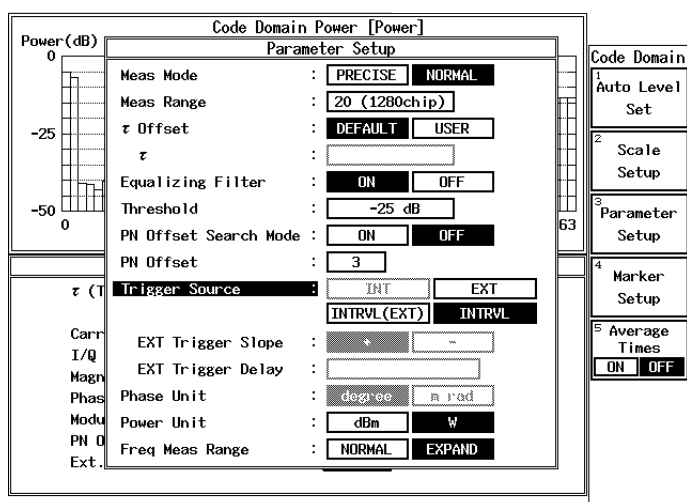 Code Domain Power [Power]
Power(dB)
0
-25
-50
0
63
Parameter Setup
Meas Mode : PRECISE NORMAL
Meas Range : 20 (1280chip)
τ Offset : DEFAULT USER
τ :
Equalizing Filter : ON OFF
Threshold : -25 dB
PN Offset Search Mode : ON OFF
PN Offset : 3
Trigger Source : INT EXT
INTRVL(EXT) INTRVL
EXT Trigger Slope : + -
EXT Trigger Delay :
Phase Unit : degree m rad
Power Unit : dBm W
Freq Meas Range : NORMAL EXPAND
τ (T
Carr
I/Q
Magn
Phas
Modu
PN O
Ext.
Code Domain
1
Auto Level
Set
2
Scale
Setup
3
Parameter
Setup
4
Marker
Setup
5 Average
Times
ON OFF